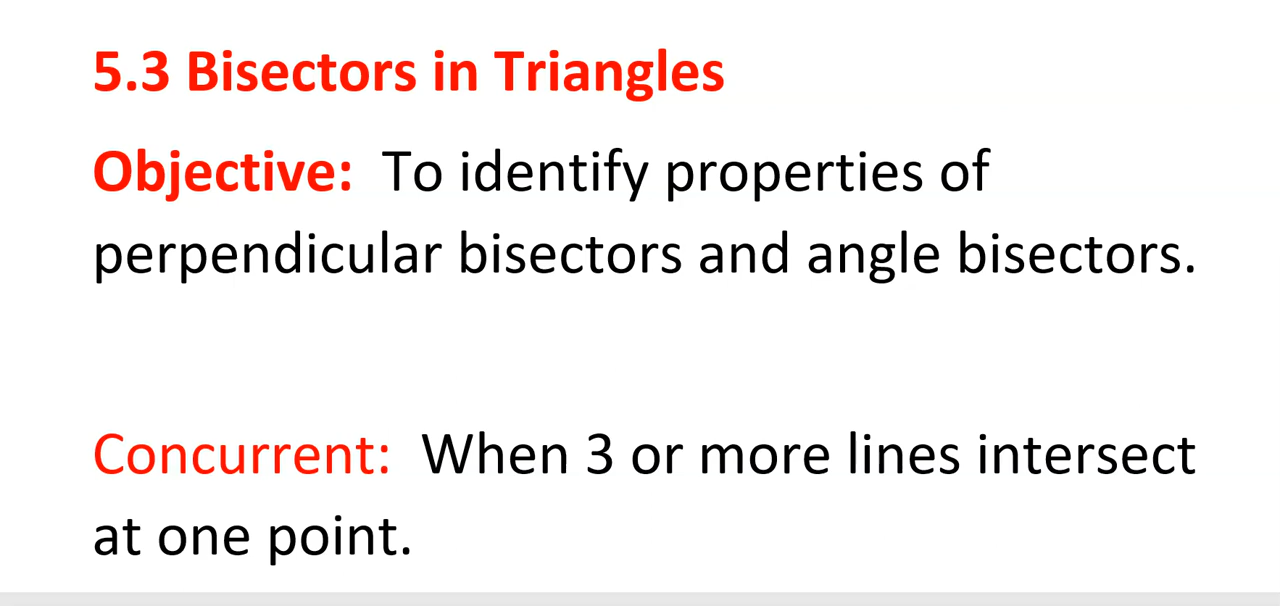 5.3 Bisectors in Triangles
Objective: To identify properties of
perpendicular bisectors and angle bisectors.
Concurrent: When 3 or more lines intersect
at one point.